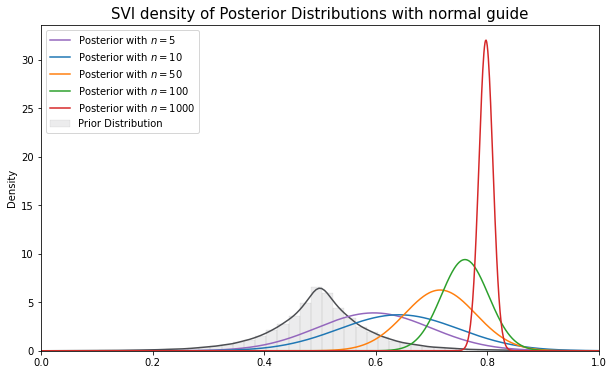 SVI density of Posterior Distributions with normal guide
Posterior with n = 5
Posterior with n = 10
Posterior with n = 50
Posterior with n = 100
Posterior with n = 1000
Prior Distribution
Density
30
25
20
15
10
5
0
0.0 0.2 0.4 0.6 0.8 1.0